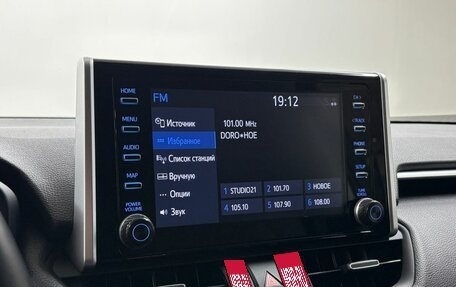 HOME
MENU
AUDIO
MAP
POWER
VOLUME
FM
19:12
Источник
Избранное
Список станций
Вручную
Опции
Звук
101.00 MHz
DORO*HOE
1 STUDIO21
2 101.70
3 НОВОЕ
4 105.10
5 107.90
6 108.00
<TRACK
PHONE
SETUP
TUNE
SCROLL